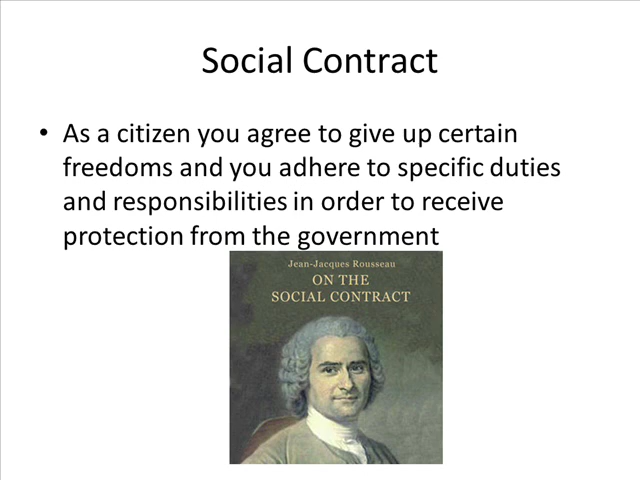 Social Contract
• As a citizen you agree to give up certain
freedoms and you adhere to specific duties
and responsibilities in order to receive
protection from the government
Jean-Jacques Rousseau
ON THE
SOCIAL CONTRACT